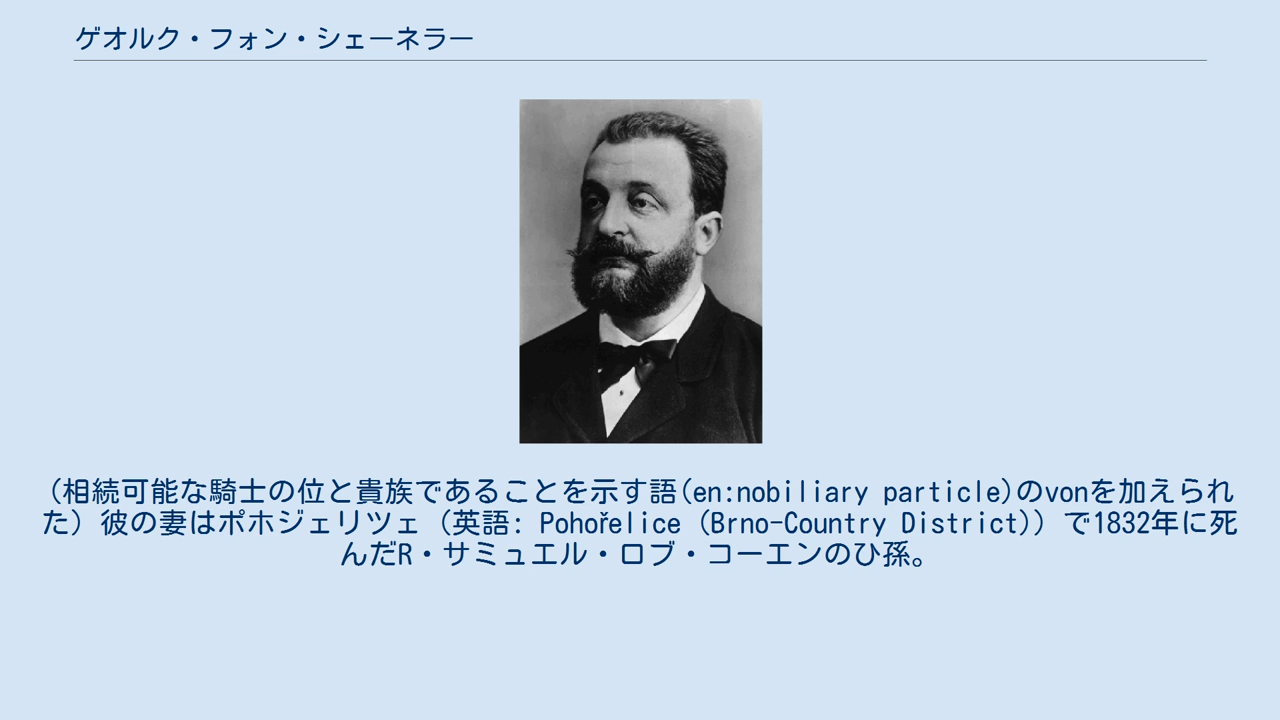 ゲオルク・フォン・シェーネラー
(相続可能な騎士の位と貴族であることを示す語(en:nobiliary particle)のvonを加えられ
た) 彼の妻はポホジェリツェ (英語: Pohořelice (Brno-Country District)) で1832年に死
んだR・サミュエル・ロブ・コーエンのひ孫。